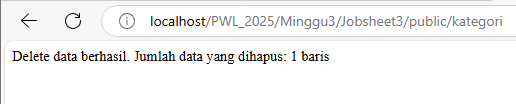 localhost/PWL_2025/Minggu3/Jobsheet3/public/kategori
Delete data berhasil. Jumlah data yang dihapus: 1 baris